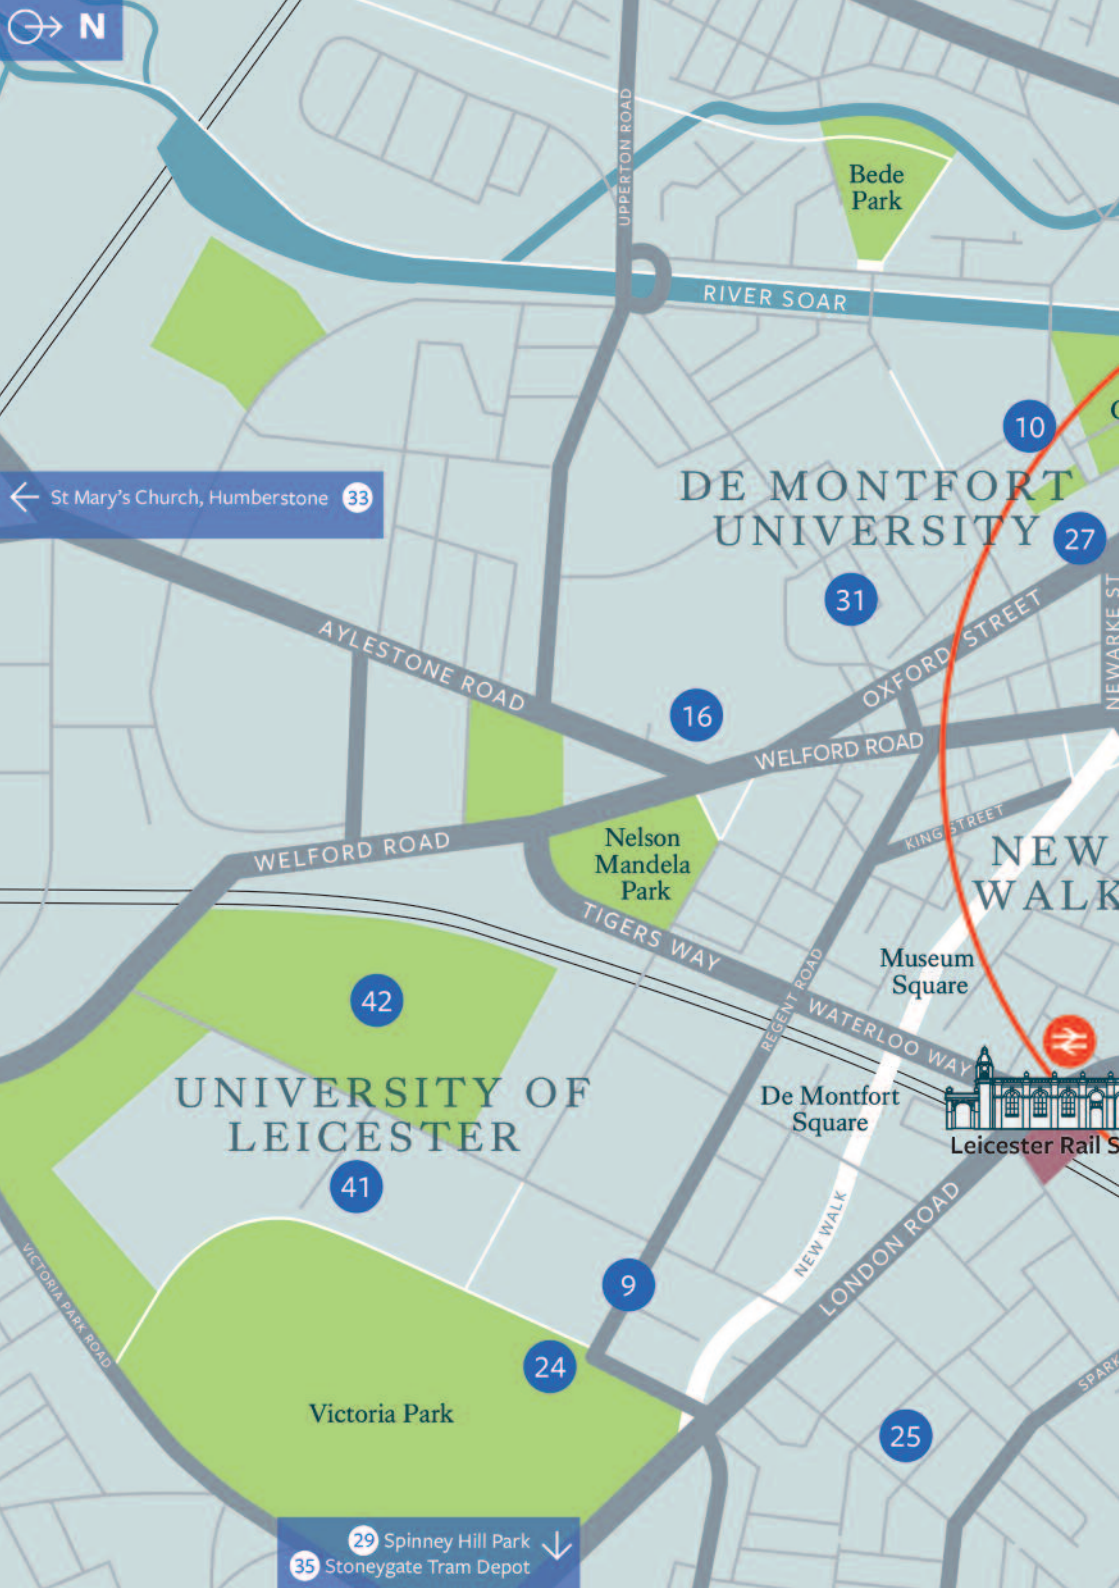 N
UPPERTON ROAD
Bede
Park
RIVER SOAR
10
DE MONTFORT
UNIVERSITY
St Mary's Church, Humberstone 33
27
31
NEWARKE ST
OXFORD STREET
AYLESTONE ROAD
16
WELFORD ROAD
WELFORD ROAD
KING STREET
Nelson
Mandela
Park
NEW
WALK
TIGERS WAY
Museum
Square
42
REGENT ROAD
WATERLOO WAY
UNIVERSITY OF
LEICESTER
De Montfort
Square
Leicester Rail S
41
NEW WALK
LONDON ROAD
VICTORIA PARK ROAD
9
24
SPARK
Victoria Park
25
29 Spinney Hill Park
35 Stoneygate Tram Depot